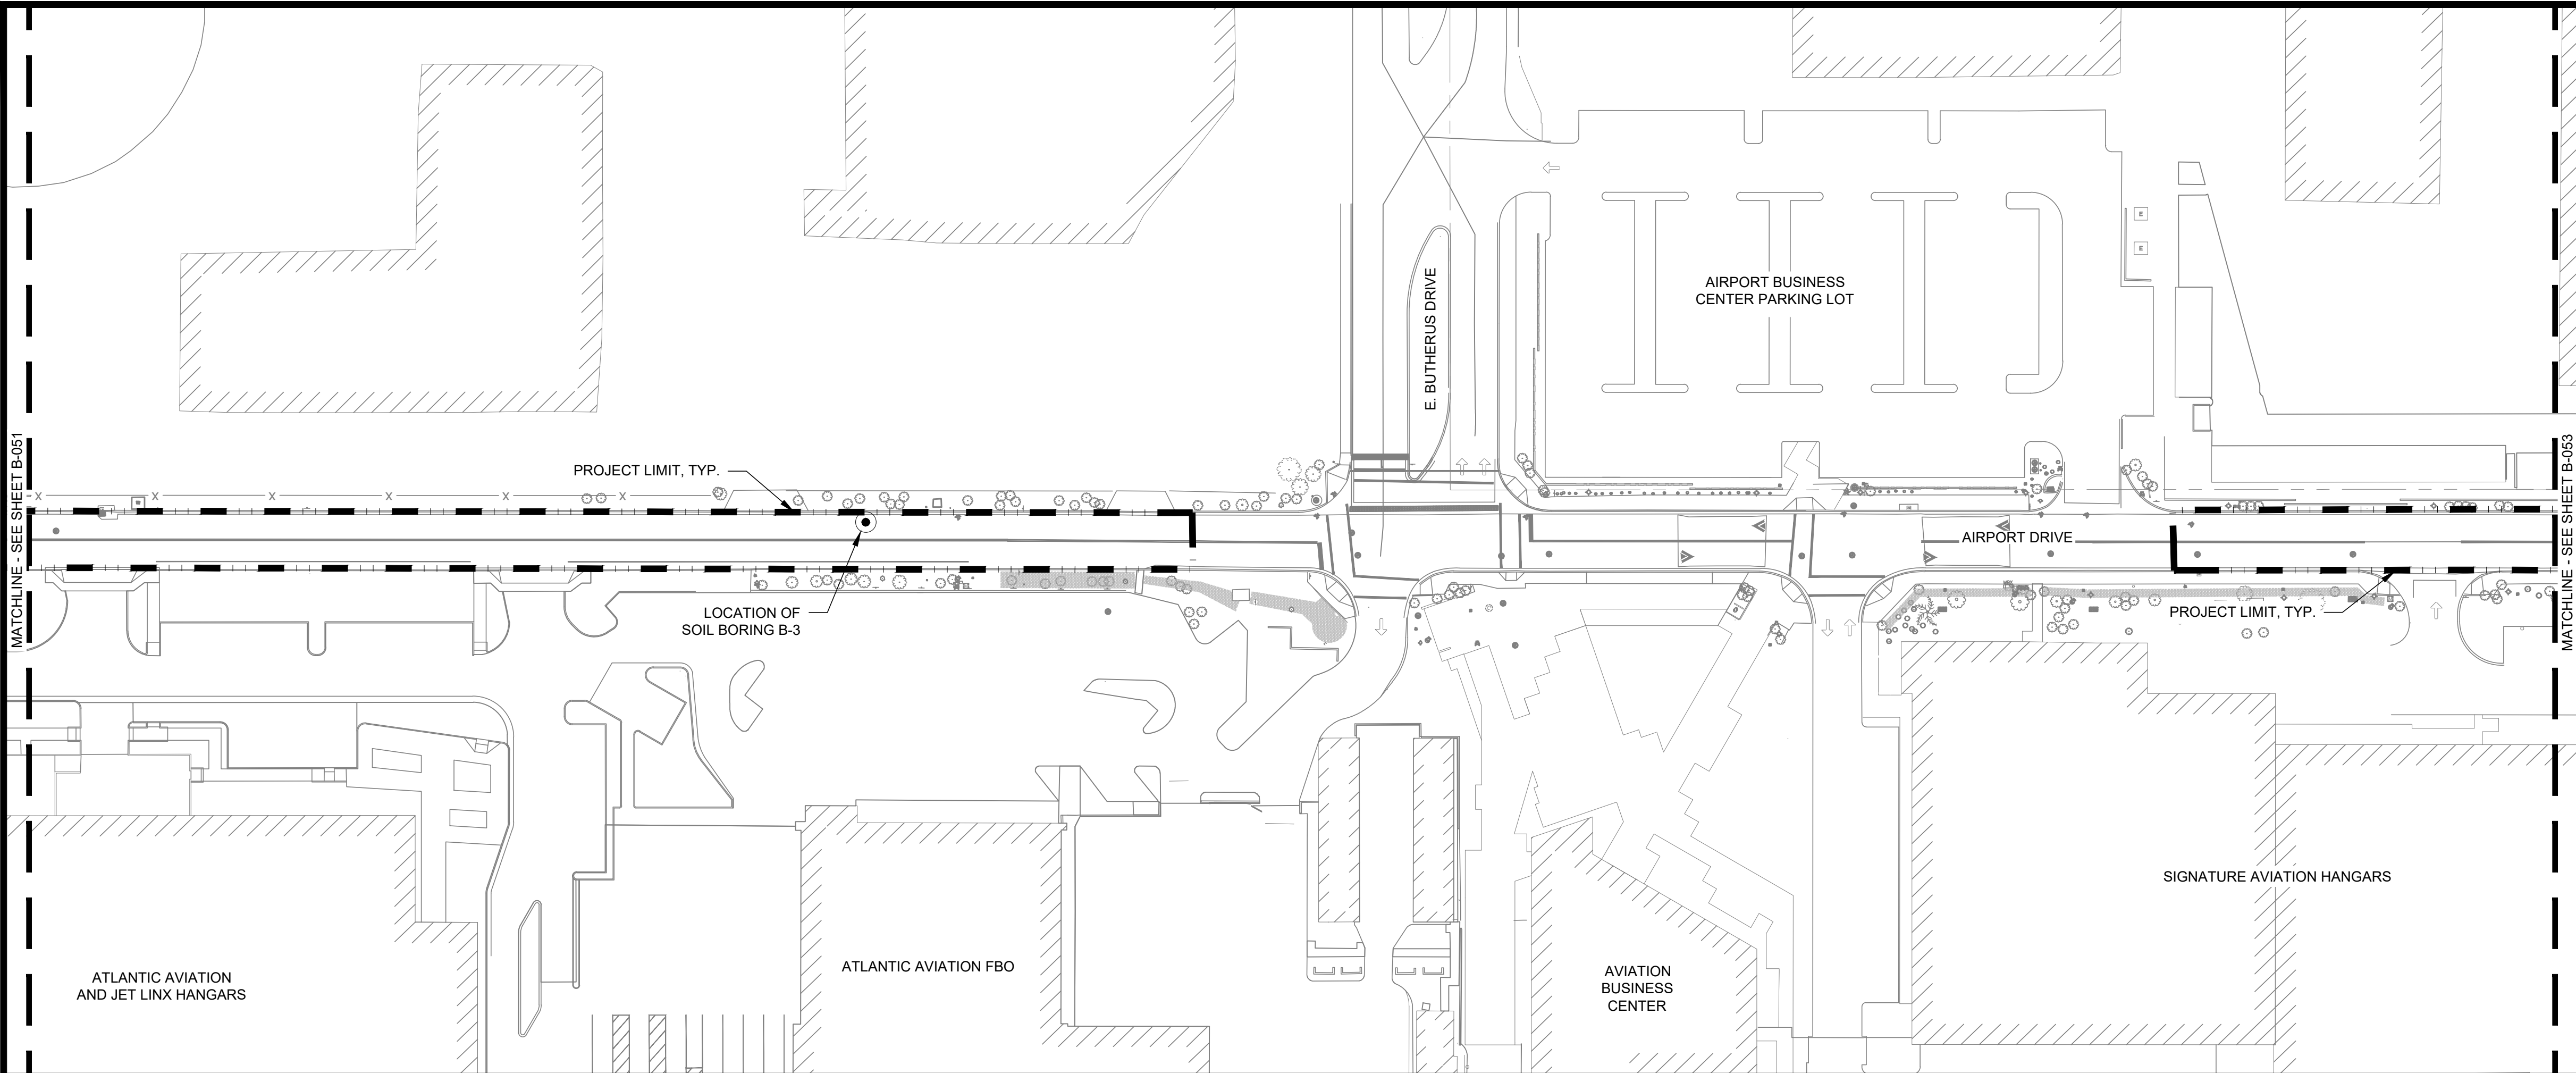 E. BUTHERUS DRIVE
AIRPORT BUSINESS
CENTER PARKING LOT
E
E
MATCHLINE - SEE SHEET B-051
PROJECT LIMIT, TYP.
MATCHLINE - SEE SHEET B-053
AIRPORT DRIVE
LOCATION OF
SOIL BORING B-3
PROJECT LIMIT, TYP.
SIGNATURE AVIATION HANGARS
ATLANTIC AVIATION
AND JET LINX HANGARS
ATLANTIC AVIATION FBO
AVIATION
BUSINESS
CENTER